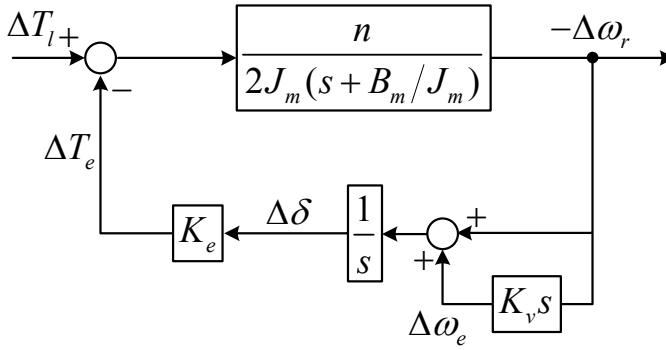 ΔT_l +
n
−Δω_r
2J_m(s + B_m/J_m)
−
ΔT_e
Δδ
1
+
K_e
s
+
K_v s
Δω_e